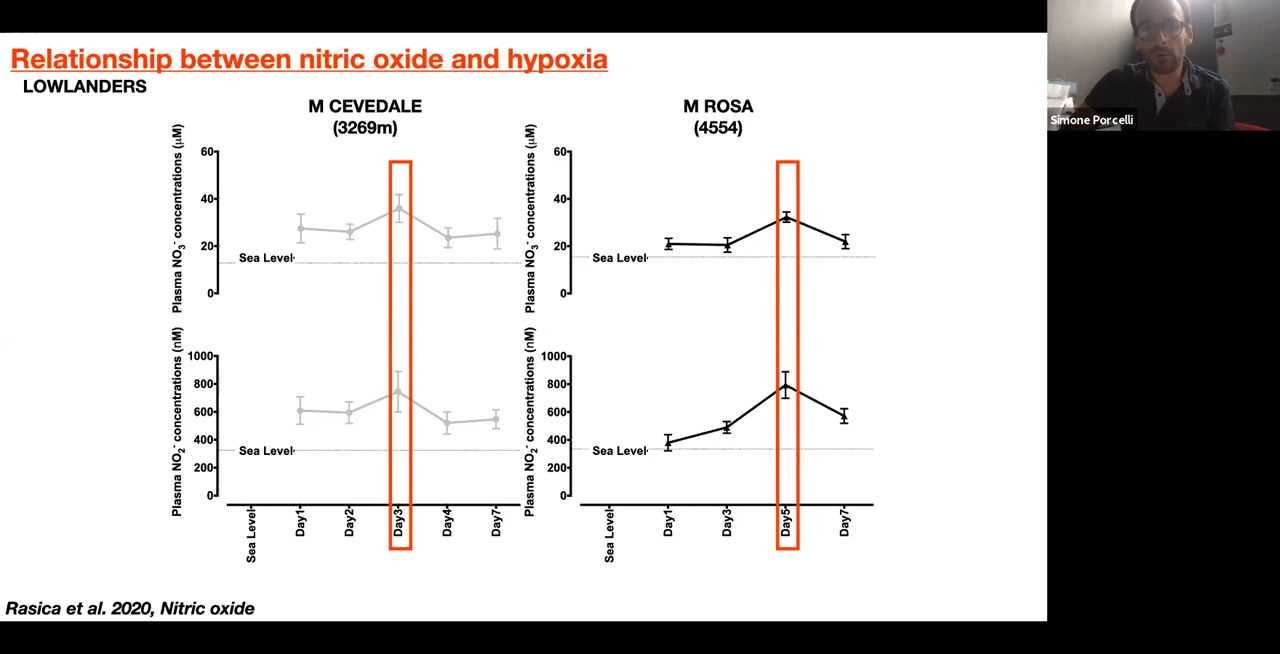 Relationship between nitric oxide and hypoxia
LOWLANDERS
M CEVEDALE
(3269m)
M ROSA
(4554)
Plasma NO3- concentrations (µM)
60
40
20
0
Sea Level
Plasma NO3- concentrations (µM)
60
40
20
0
Sea Level
Plasma NO2- concentrations (nM)
1000
800
600
400
200
0
Sea Level
Sea Level
Day1
Day2
Day3
Day4
Day7
Plasma NO2- concentrations (nM)
1000
800
600
400
200
0
Sea Level
Sea Level
Day1
Day3
Day5
Day7
Rasica et al. 2020, Nitric oxide
Simone Porcelli